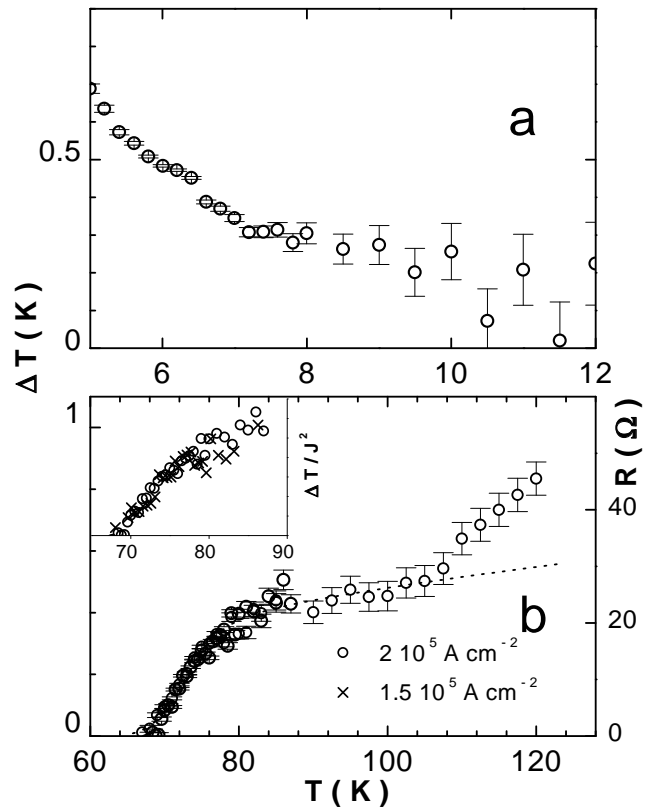 a
0.5
0
6 8 10 12
Δ T ( K )
1
Δ T / J²
70 80 90
R ( Ω )
40
20
0
b
2 10⁵ A cm⁻²
1.5 10⁵ A cm⁻²
0
60 80 100 120
T ( K )